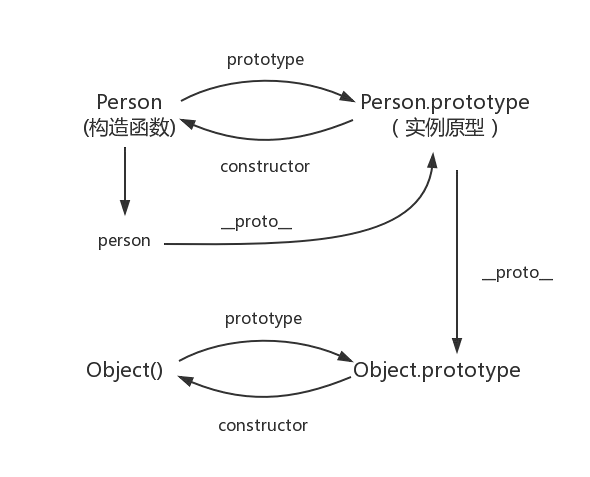 prototype
Person
(构造函数)
Person.prototype
（实例原型）
constructor
__proto__
person
__proto__
prototype
Object()
Object.prototype
constructor